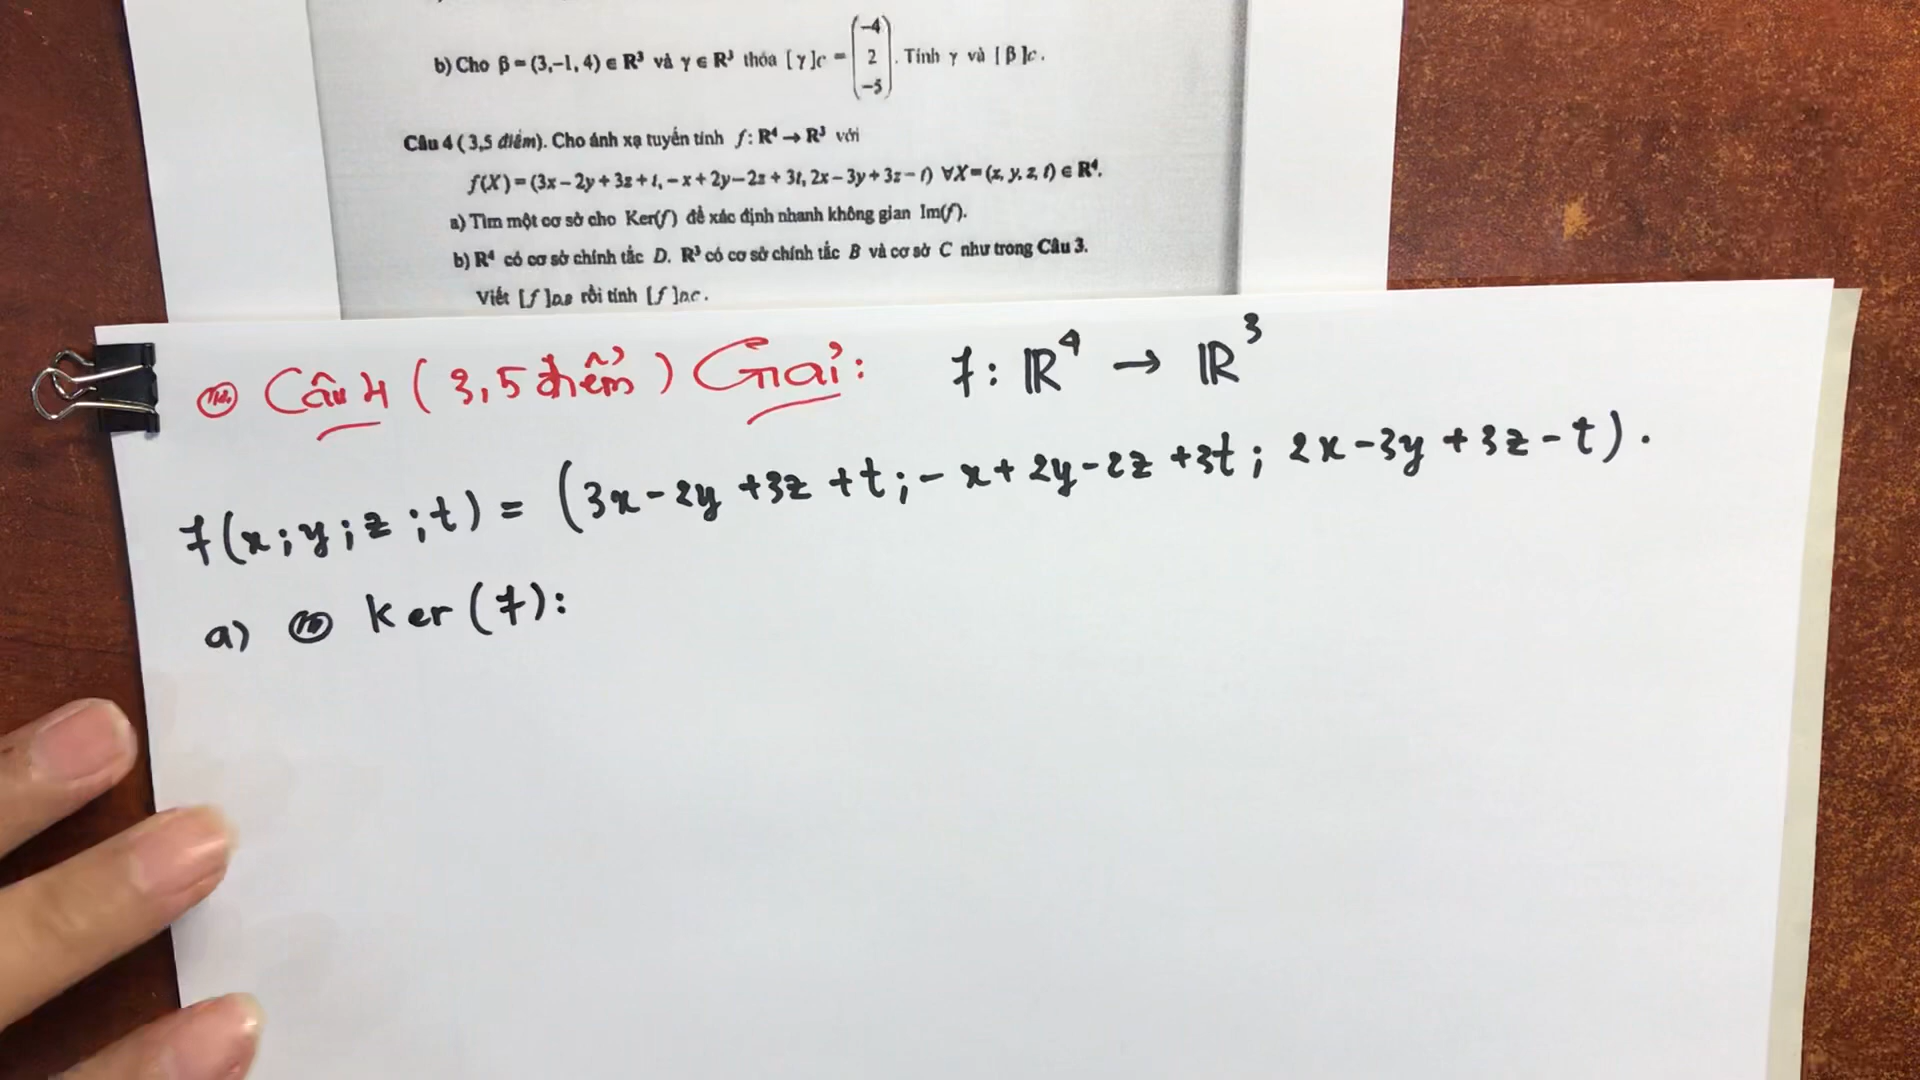 b) Cho β = (3,–1, 4) ∈ R³ và γ ∈ R³ thỏa [ γ ]C = (–4 2 –5). Tính γ và [ β ]C .
Câu 4 ( 3,5 điểm). Cho ánh xạ tuyến tính f : R⁴ → R³ với
f(X) = (3x – 2y + 3z + t, – x + 2y – 2z + 3t, 2x – 3y + 3z – t) ∀X = (x, y, z, t) ∈ R⁴.
a) Tìm một cơ sở cho Ker(f) để xác định nhanh không gian Im(f).
b) R⁴ có cơ sở chính tắc D. R³ có cơ sở chính tắc B và cơ sở C như trong Câu 3.
Viết [ f ]D,B rồi tính [ f ]D,C .
Câu 4 ( 3,5 điểm ) Giải: f : ℝ⁴ → ℝ³
f(x ; y ; z ; t) = (3x - 2y + 3z + t ; - x + 2y - 2z + 3t ; 2x - 3y + 3z - t) .
a) Ker (f) :